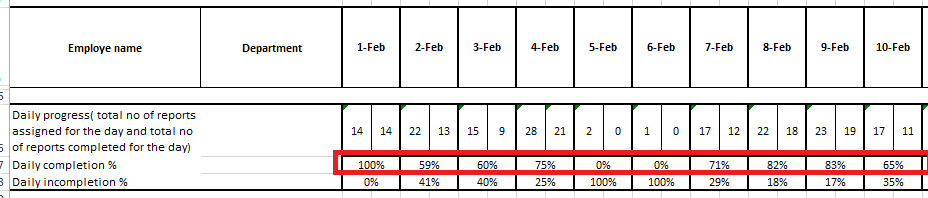 Employe name Department 1-Feb 2-Feb 3-Feb 4-Feb 5-Feb 6-Feb 7-Feb 8-Feb 9-Feb 10-Feb
Daily progress( total no of reports
assigned for the day and total no
of reports completed for the day)
14 14 22 13 15 9 28 21 2 0 1 0 17 12 22 18 23 19 17 11
Daily completion % 100% 59% 60% 75% 0% 0% 71% 82% 83% 65%
Daily incompletion % 0% 41% 40% 25% 100% 100% 29% 18% 17% 35%